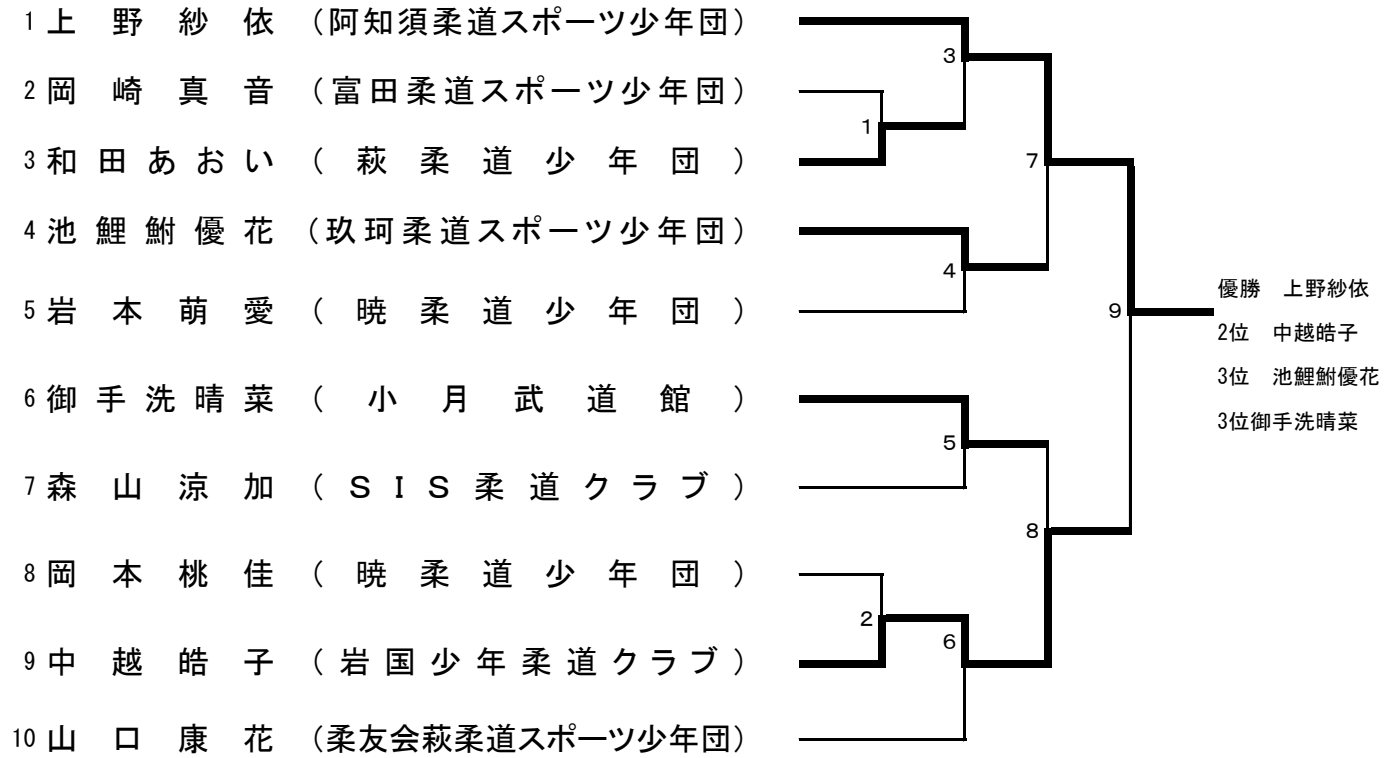 1 上野紗依 （阿知須柔道スポーツ少年団）
2 岡崎真音 （富田柔道スポーツ少年団）
3 和田あおい （萩柔道少年団）
4 池鯉鮒優花 （玖珂柔道スポーツ少年団）
5 岩本萌愛 （暁柔道少年団）
6 御手洗晴菜 （小月武道館）
7 森山涼加 （ＳＩＳ柔道クラブ）
8 岡本桃佳 （暁柔道少年団）
9 中越皓子 （岩国少年柔道クラブ）
10 山口康花 （柔友会萩柔道スポーツ少年団）
3
1
7
4
9
5
8
2
6
優勝　上野紗依
2位　中越皓子
3位　池鯉鮒優花
3位御手洗晴菜